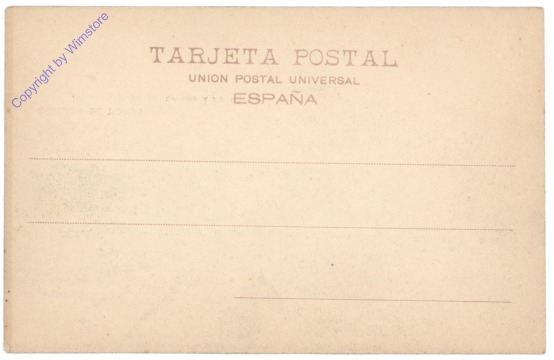 TARJETA POSTAL
UNION POSTAL UNIVERSAL
ESPAÑA
Copyright by Wimstore